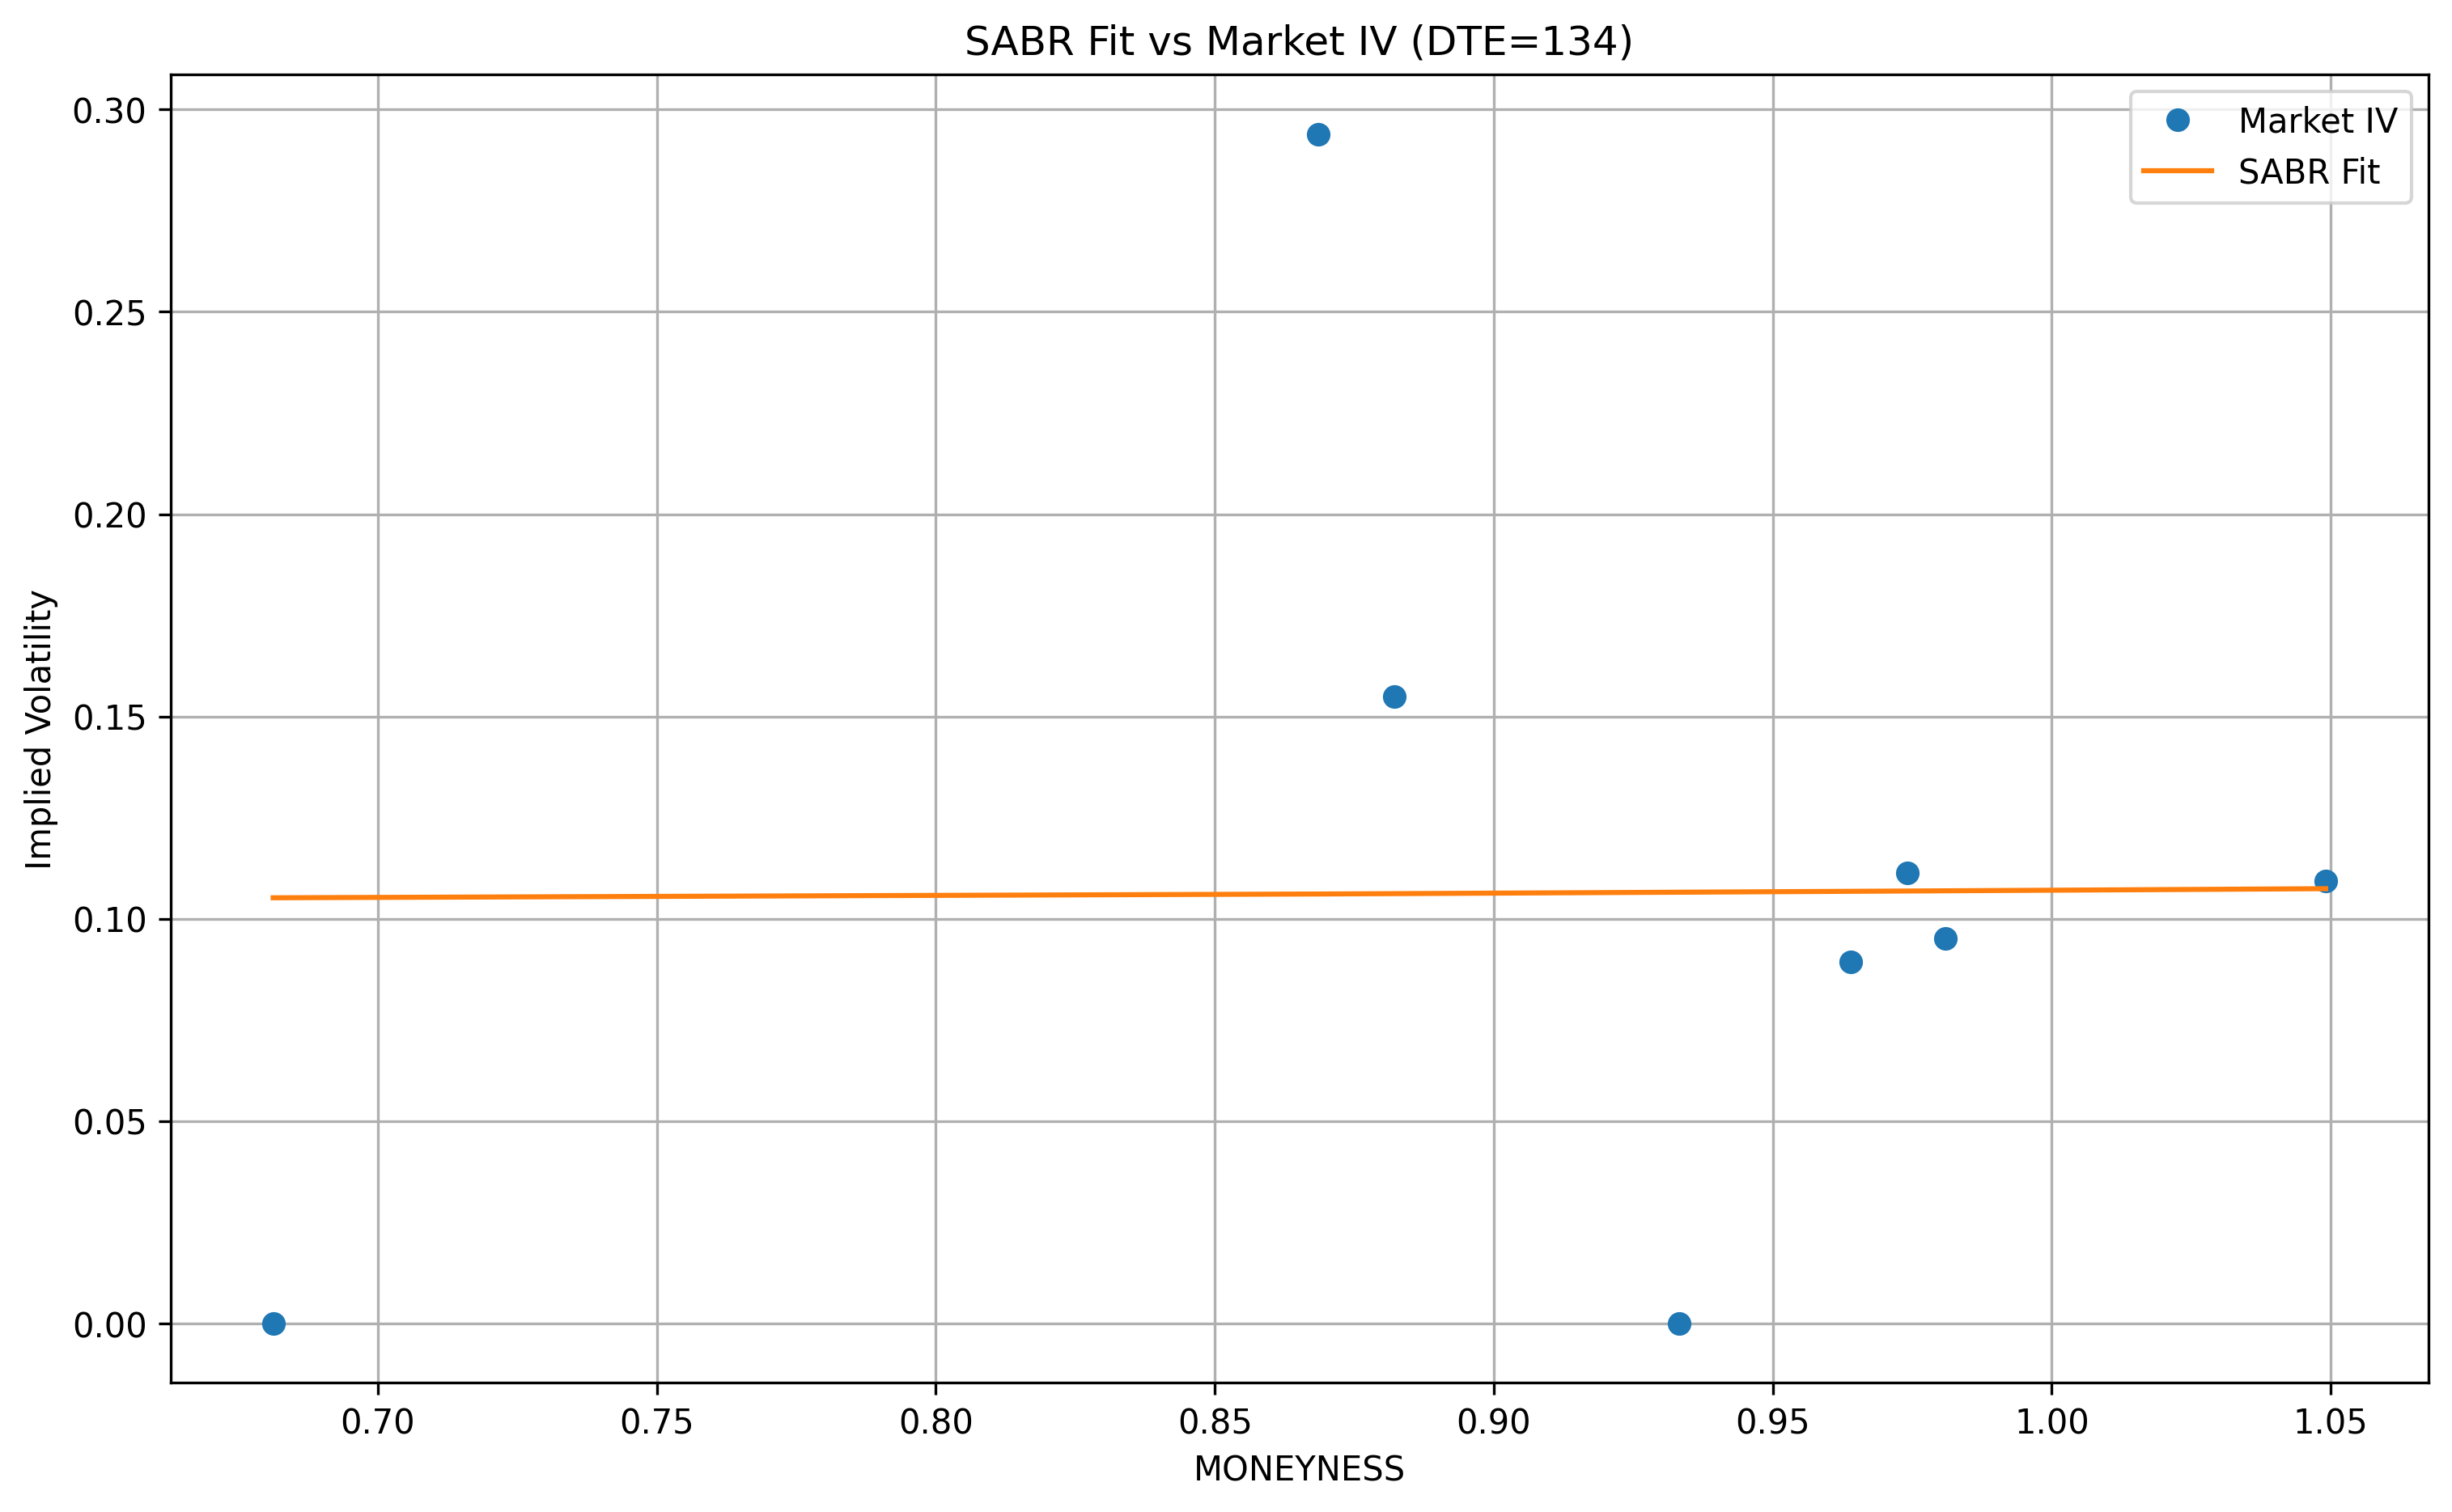 SABR Fit vs Market IV (DTE=134)
Market IV
SABR Fit
Implied Volatility
0.30
0.25
0.20
0.15
0.10
0.05
0.00
0.70 0.75 0.80 0.85 0.90 0.95 1.00 1.05
MONEYNESS